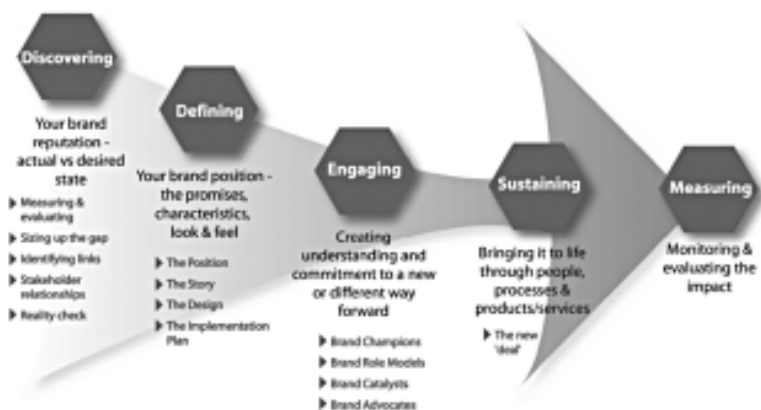 Discovering
Your brand
reputation -
actual vs desired
state
Measuring &
evaluating
Sizing up the gap
Identifying links
Stakeholder
relationships
Reality check
Defining
Your brand position -
the promises,
characteristics,
look & feel
The Position
The Story
The Design
The Implementation
Plan
Engaging
Creating
understanding and
commitment to a new
or different way
forward
Brand Champions
Brand Role Models
Brand Catalysts
Brand Advocates
Sustaining
Bringing it to life
through people,
processes &
products/services
The new
'deal'
Measuring
Monitoring &
evaluating the
impact